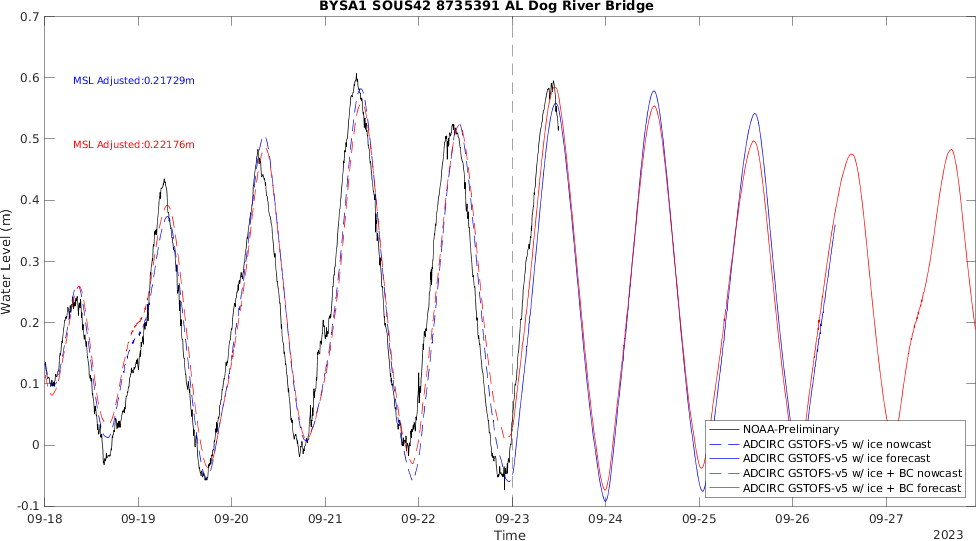 BYSA1 SOUS42 8735391 AL Dog River Bridge
0.7
0.6
0.5
0.4
0.3
0.2
0.1
0
-0.1
Water Level (m)
MSL Adjusted:0.21729m
MSL Adjusted:0.22176m
NOAA-Preliminary
ADCIRC GSTOFS-v5 w/ ice nowcast
ADCIRC GSTOFS-v5 w/ ice forecast
ADCIRC GSTOFS-v5 w/ ice + BC nowcast
ADCIRC GSTOFS-v5 w/ ice + BC forecast
09-18 09-19 09-20 09-21 09-22 09-23 09-24 09-25 09-26 09-27
Time
2023